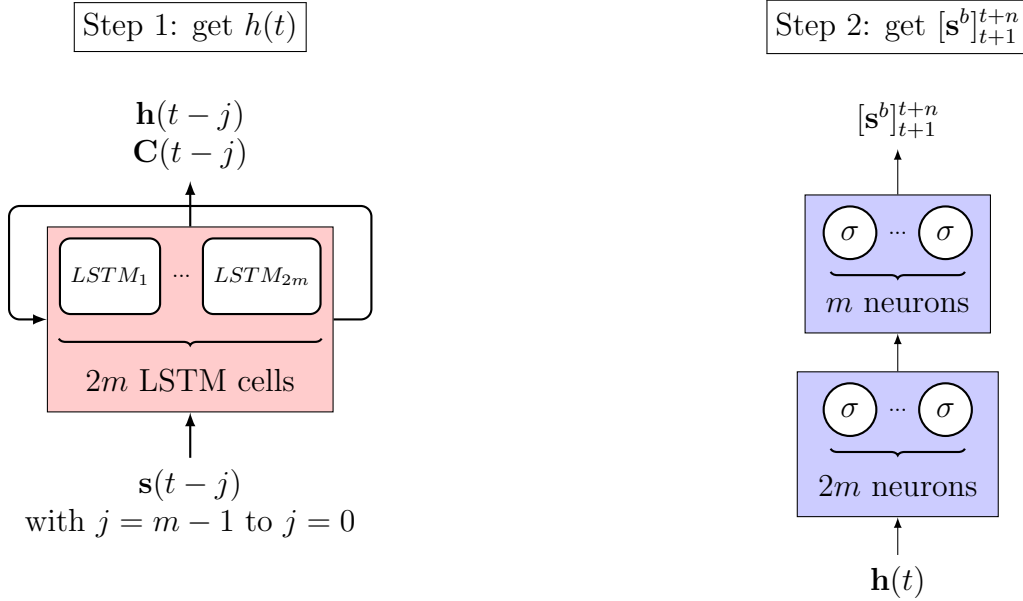 Step 1: get h(t)
h(t − j)
C(t − j)
LSTM₁ ... LSTM₂ₘ
2m LSTM cells
s(t − j)
with j = m − 1 to j = 0
Step 2: get [s^b]_{t+1}^{t+n}
[s^b]_{t+1}^{t+n}
σ ... σ
m neurons
σ ... σ
2m neurons
h(t)